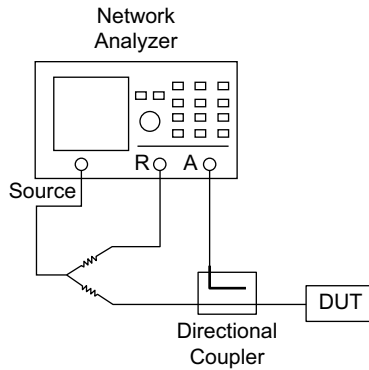 Network
Analyzer
R A
Source
DUT
Directional
Coupler